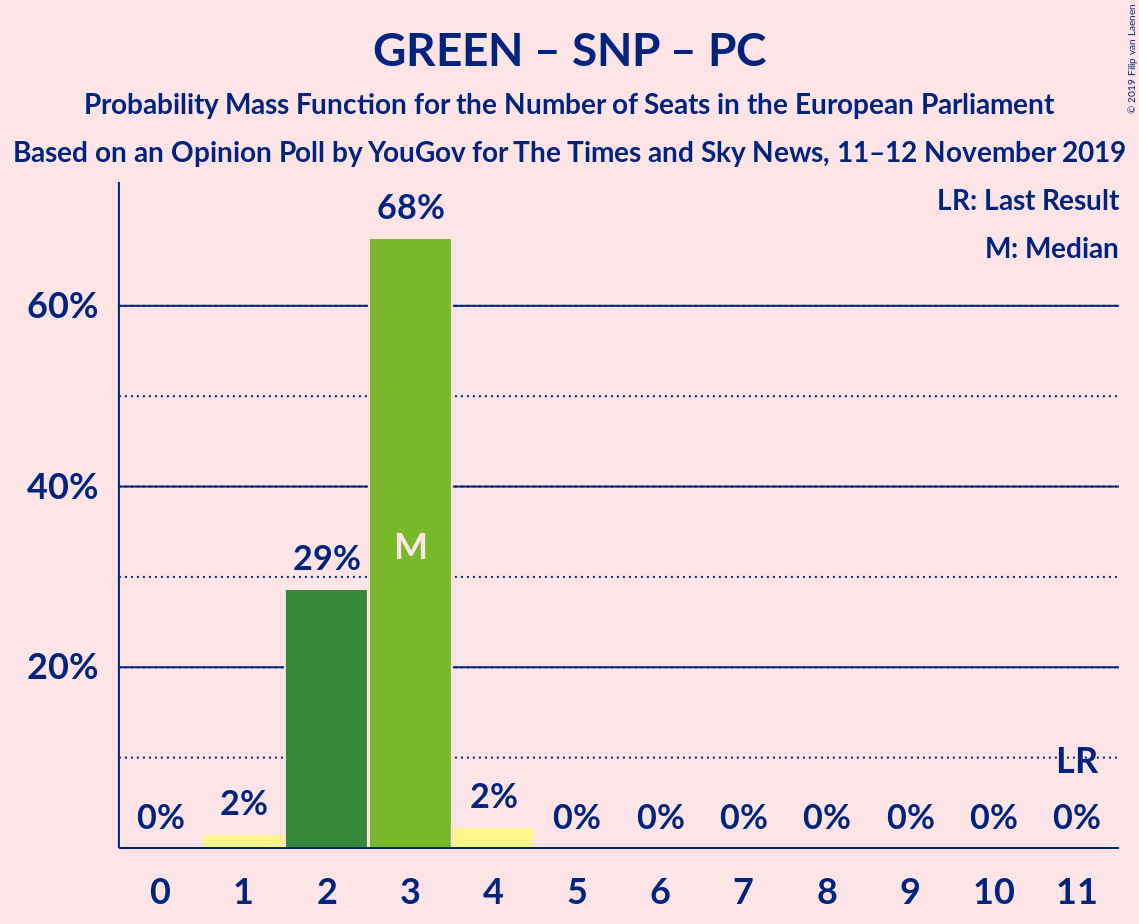 GREEN – SNP – PC
Probability Mass Function for the Number of Seats in the European Parliament
Based on an Opinion Poll by YouGov for The Times and Sky News, 11–12 November 2019
© 2019 Filip van Laenen
LR: Last Result
M: Median
68%
60%
40%
29%
M
20%
LR
0% 2% 2% 0% 0% 0% 0% 0% 0% 0%
0 1 2 3 4 5 6 7 8 9 10 11